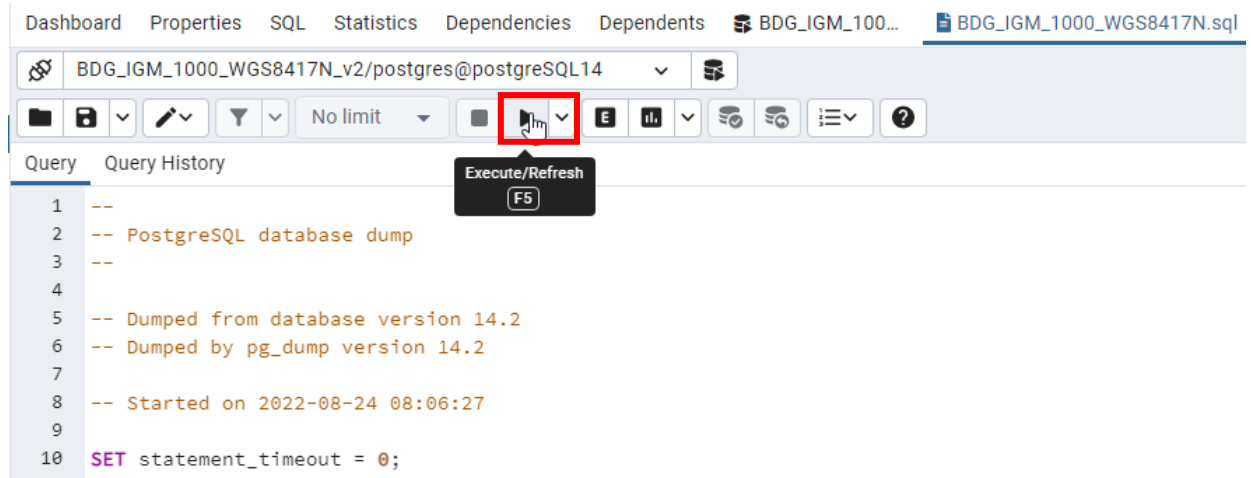 Dashboard Properties SQL Statistics Dependencies Dependents BDG_IGM_100... BDG_IGM_1000_WGS8417N.sql
BDG_IGM_1000_WGS8417N_v2/postgres@postgreSQL14
No limit E ?
Query Query History
Execute/Refresh
F5
1 --
2 -- PostgreSQL database dump
3 --
4
5 -- Dumped from database version 14.2
6 -- Dumped by pg_dump version 14.2
7
8 -- Started on 2022-08-24 08:06:27
9
10 SET statement_timeout = 0;